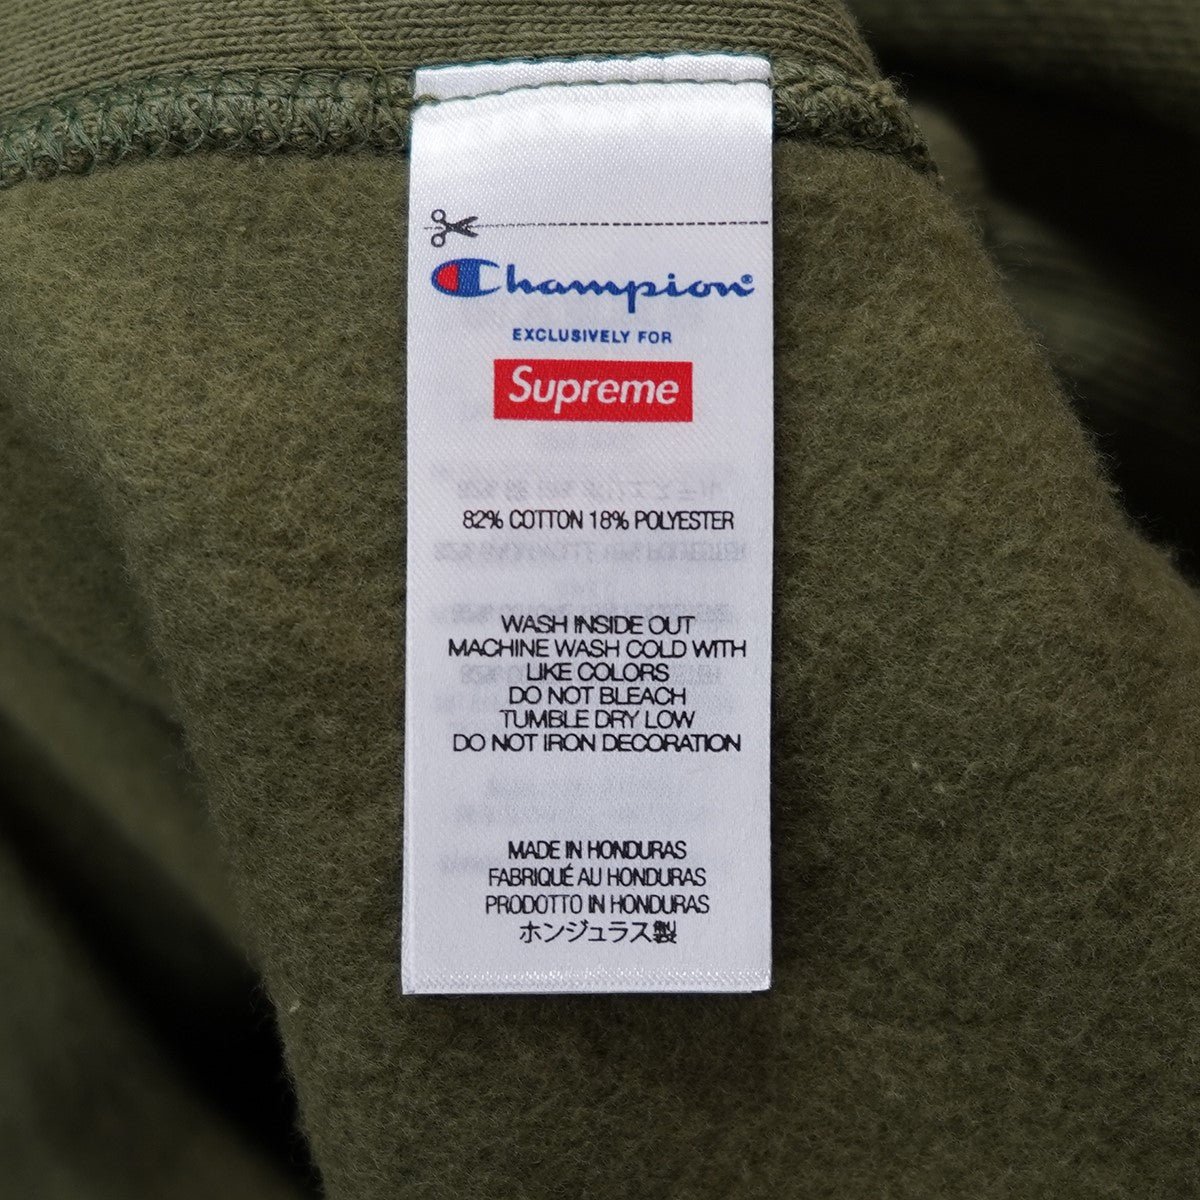 Champion®
EXCLUSIVELY FOR
Supreme
82% COTTON 18% POLYESTER
WASH INSIDE OUT
MACHINE WASH COLD WITH
LIKE COLORS
DO NOT BLEACH
TUMBLE DRY LOW
DO NOT IRON DECORATION
MADE IN HONDURAS
FABRIQUÉ AU HONDURAS
PRODOTTO IN HONDURAS
ホンジュラス製